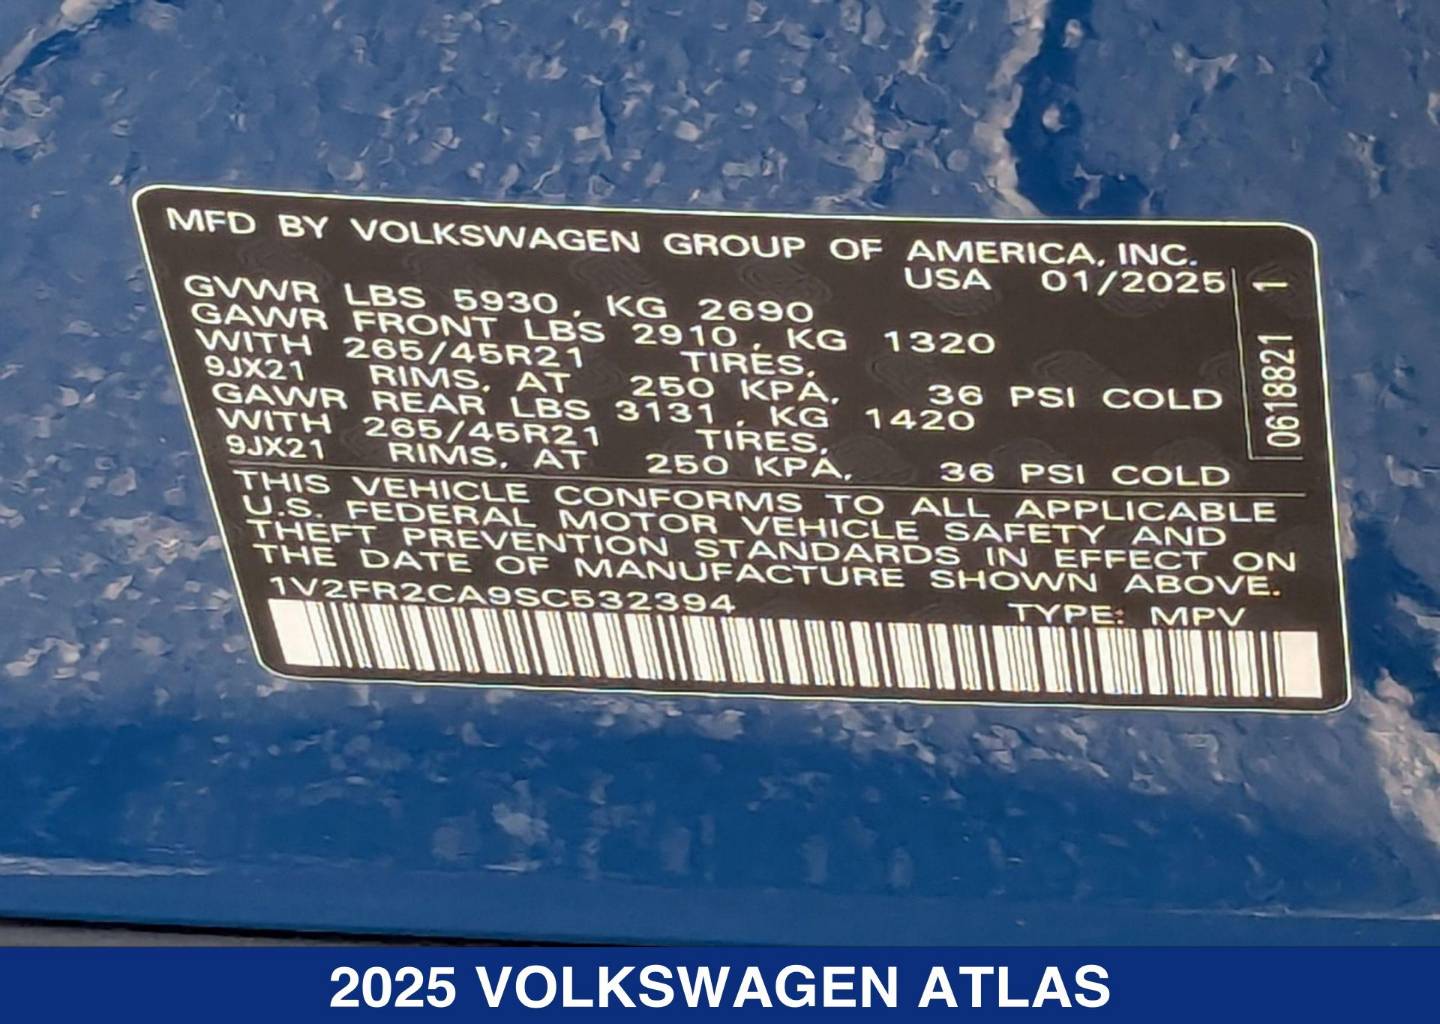 MFD BY VOLKSWAGEN GROUP OF AMERICA, INC.
USA 01/2025
GVWR LBS 5930, KG 2690
GAWR FRONT LBS 2910, KG 1320
WITH 265/45R21 TIRES,
9JX21 RIMS, AT 250 KPA, 36 PSI COLD
GAWR REAR LBS 3131, KG 1420
WITH 265/45R21 TIRES,
9JX21 RIMS, AT 250 KPA, 36 PSI COLD
0618821 1
THIS VEHICLE CONFORMS TO ALL APPLICABLE
U.S. FEDERAL MOTOR VEHICLE SAFETY AND
THEFT PREVENTION STANDARDS IN EFFECT ON
THE DATE OF MANUFACTURE SHOWN ABOVE.
1V2FR2CA9SC532394 TYPE: MPV
2025 VOLKSWAGEN ATLAS